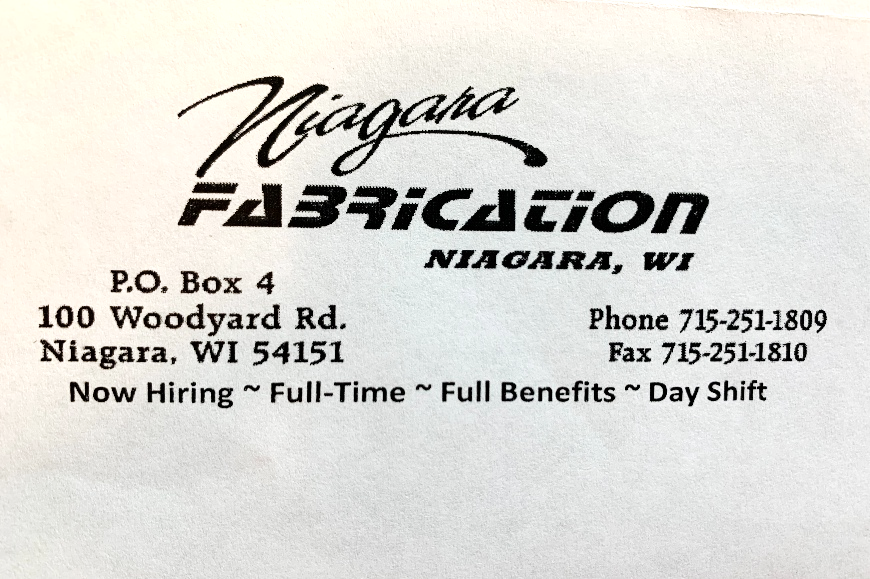 Niagara
FABRICATION
NIAGARA, WI
P.O. Box 4
100 Woodyard Rd.
Niagara, WI 54151
Phone 715-251-1809
Fax 715-251-1810
Now Hiring ~ Full-Time ~ Full Benefits ~ Day Shift